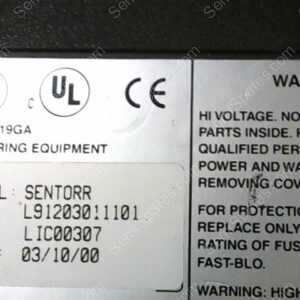 C UL CE
19GA
RING EQUIPMENT
L: SENTORR
L91203011101
LIC00307
03/10/00
WA
HI VOLTAGE. NO
PARTS INSIDE.
QUALIFIED PER
POWER AND WA
REMOVING COVE
FOR PROTECTIO
REPLACE ONLY
RATING OF FUS
FAST-BLO.
WARNING: HIGH